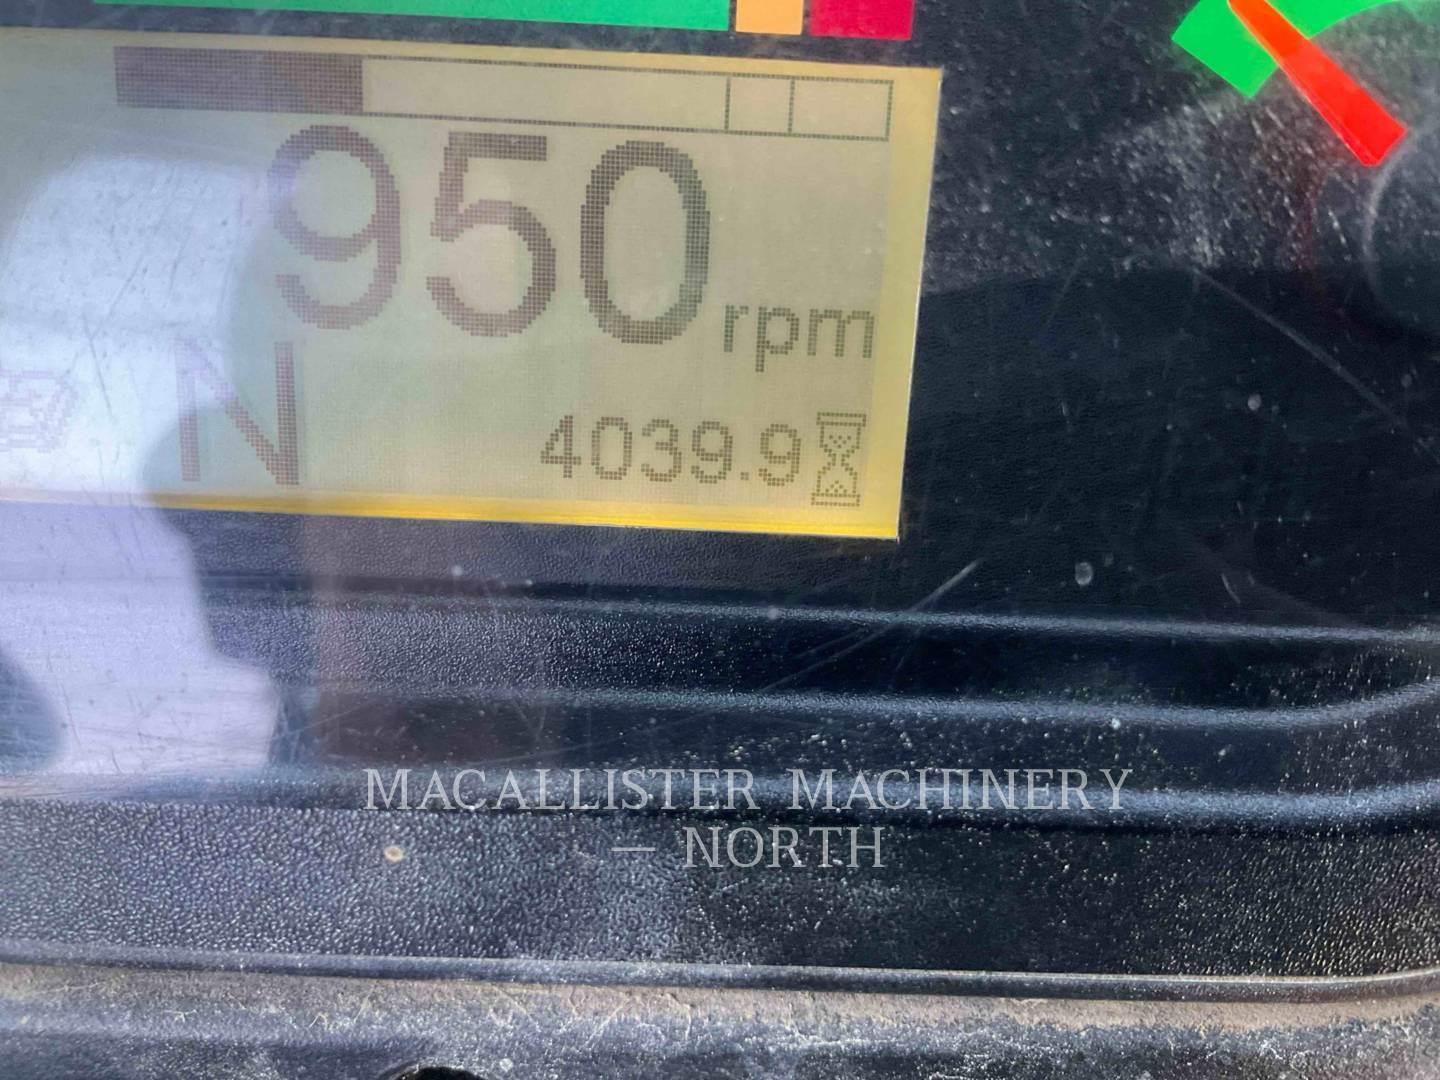 950 rpm
N 4039.9
MACALLISTER MACHINERY
— NORTH